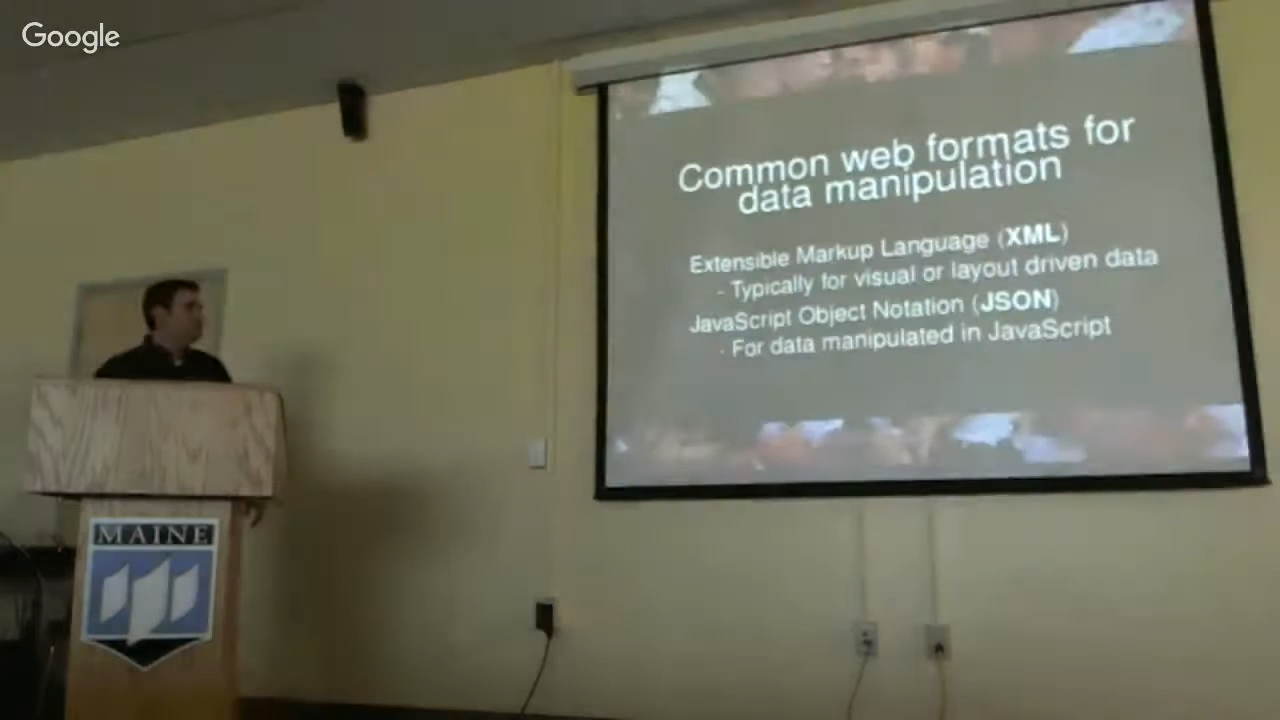 Google
Common web formats for
data manipulation
Extensible Markup Language (XML)
- Typically for visual or layout driven data
JavaScript Object Notation (JSON)
- For data manipulated in JavaScript
MAINE